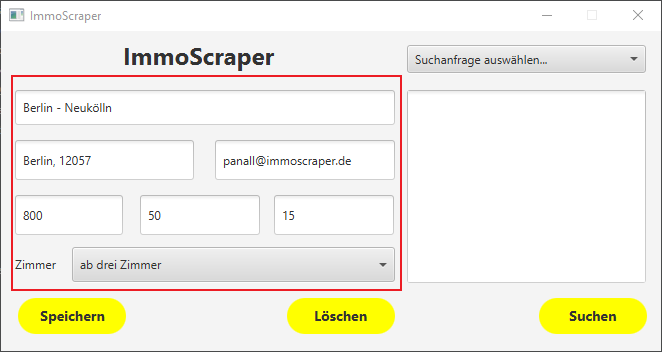 ImmoScraper
ImmoScraper
Suchanfrage auswählen...
Berlin - Neukölln
Berlin, 12057
panall@immoscraper.de
800
50
15
Zimmer
ab drei Zimmer
Speichern
Löschen
Suchen